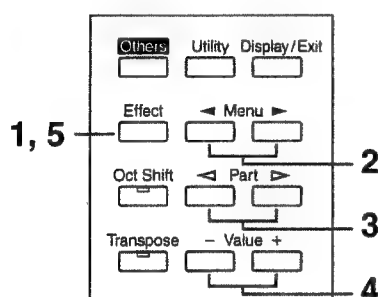 Others Utility Display/Exit
Effect ◄ Menu ►
1, 5
2
Oct Shift ◁ Part ▷
3
Transpose − Value +
4